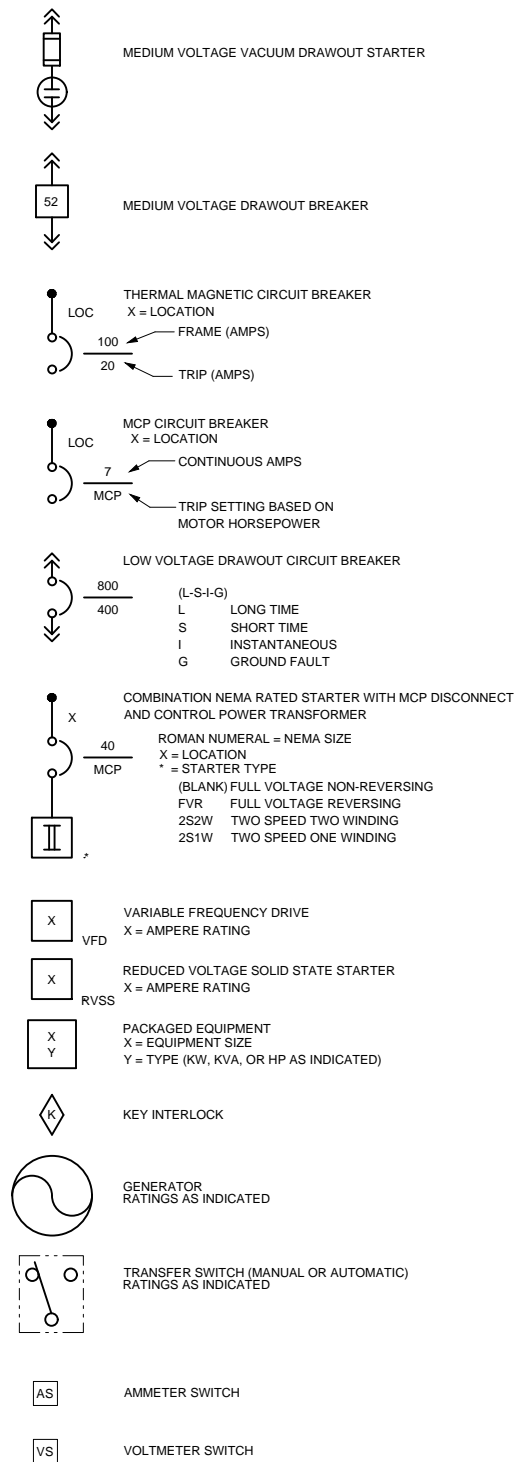 MEDIUM VOLTAGE VACUUM DRAWOUT STARTER
52
MEDIUM VOLTAGE DRAWOUT BREAKER
THERMAL MAGNETIC CIRCUIT BREAKER
LOC
X = LOCATION
100
FRAME (AMPS)
20
TRIP (AMPS)
MCP CIRCUIT BREAKER
LOC
X = LOCATION
7
CONTINUOUS AMPS
MCP
TRIP SETTING BASED ON
MOTOR HORSEPOWER
LOW VOLTAGE DRAWOUT CIRCUIT BREAKER
800
400
(L-S-I-G)
L LONG TIME
S SHORT TIME
I INSTANTANEOUS
G GROUND FAULT
COMBINATION NEMA RATED STARTER WITH MCP DISCONNECT
AND CONTROL POWER TRANSFORMER
X
40
MCP
ROMAN NUMERAL = NEMA SIZE
X = LOCATION
* = STARTER TYPE
(BLANK) FULL VOLTAGE NON-REVERSING
FVR FULL VOLTAGE REVERSING
2S2W TWO SPEED TWO WINDING
2S1W TWO SPEED ONE WINDING
II
*
X
VFD
VARIABLE FREQUENCY DRIVE
X = AMPERE RATING
X
RVSS
REDUCED VOLTAGE SOLID STATE STARTER
X = AMPERE RATING
X
Y
PACKAGED EQUIPMENT
X = EQUIPMENT SIZE
Y = TYPE (KW, KVA, OR HP AS INDICATED)
K
KEY INTERLOCK
GENERATOR
RATINGS AS INDICATED
TRANSFER SWITCH (MANUAL OR AUTOMATIC)
RATINGS AS INDICATED
AS
AMMETER SWITCH
VS
VOLTMETER SWITCH